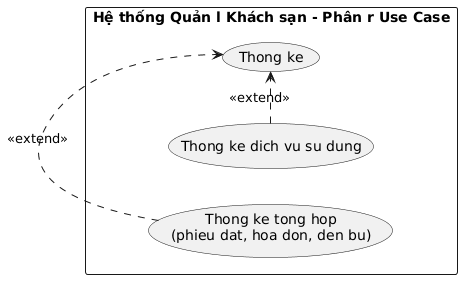 Hệ thống Quản l Khách sạn - Phân r Use Case
Thong ke
«extend»
«extend»
Thong ke dich vu su dung
Thong ke tong hop
(phieu dat, hoa don, den bu)